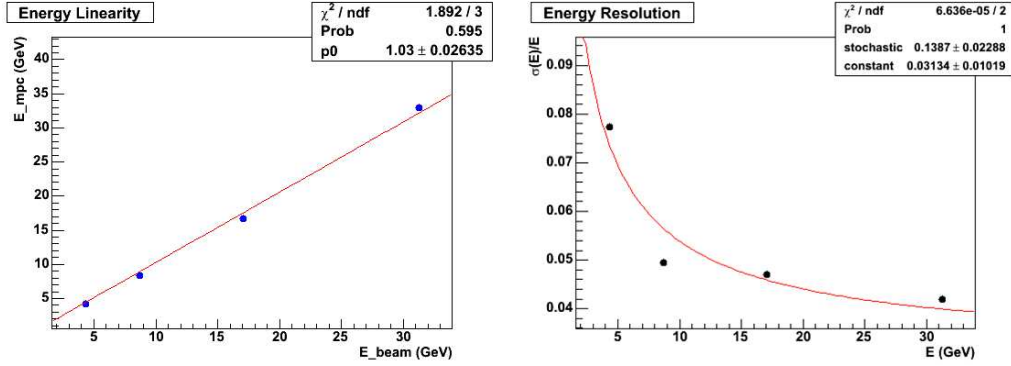 Energy Linearity
χ² / ndf 1.892 / 3
Prob 0.595
p0 1.03 ± 0.02635
E_mpc (GeV)
40
35
30
25
20
15
10
5
5 10 15 20 25 30
E_beam (GeV)
Energy Resolution
χ² / ndf 6.636e-05 / 2
Prob 1
stochastic 0.1387 ± 0.02288
constant 0.03134 ± 0.01019
σ(E)/E
0.09
0.08
0.07
0.06
0.05
0.04
5 10 15 20 25 30
E (GeV)